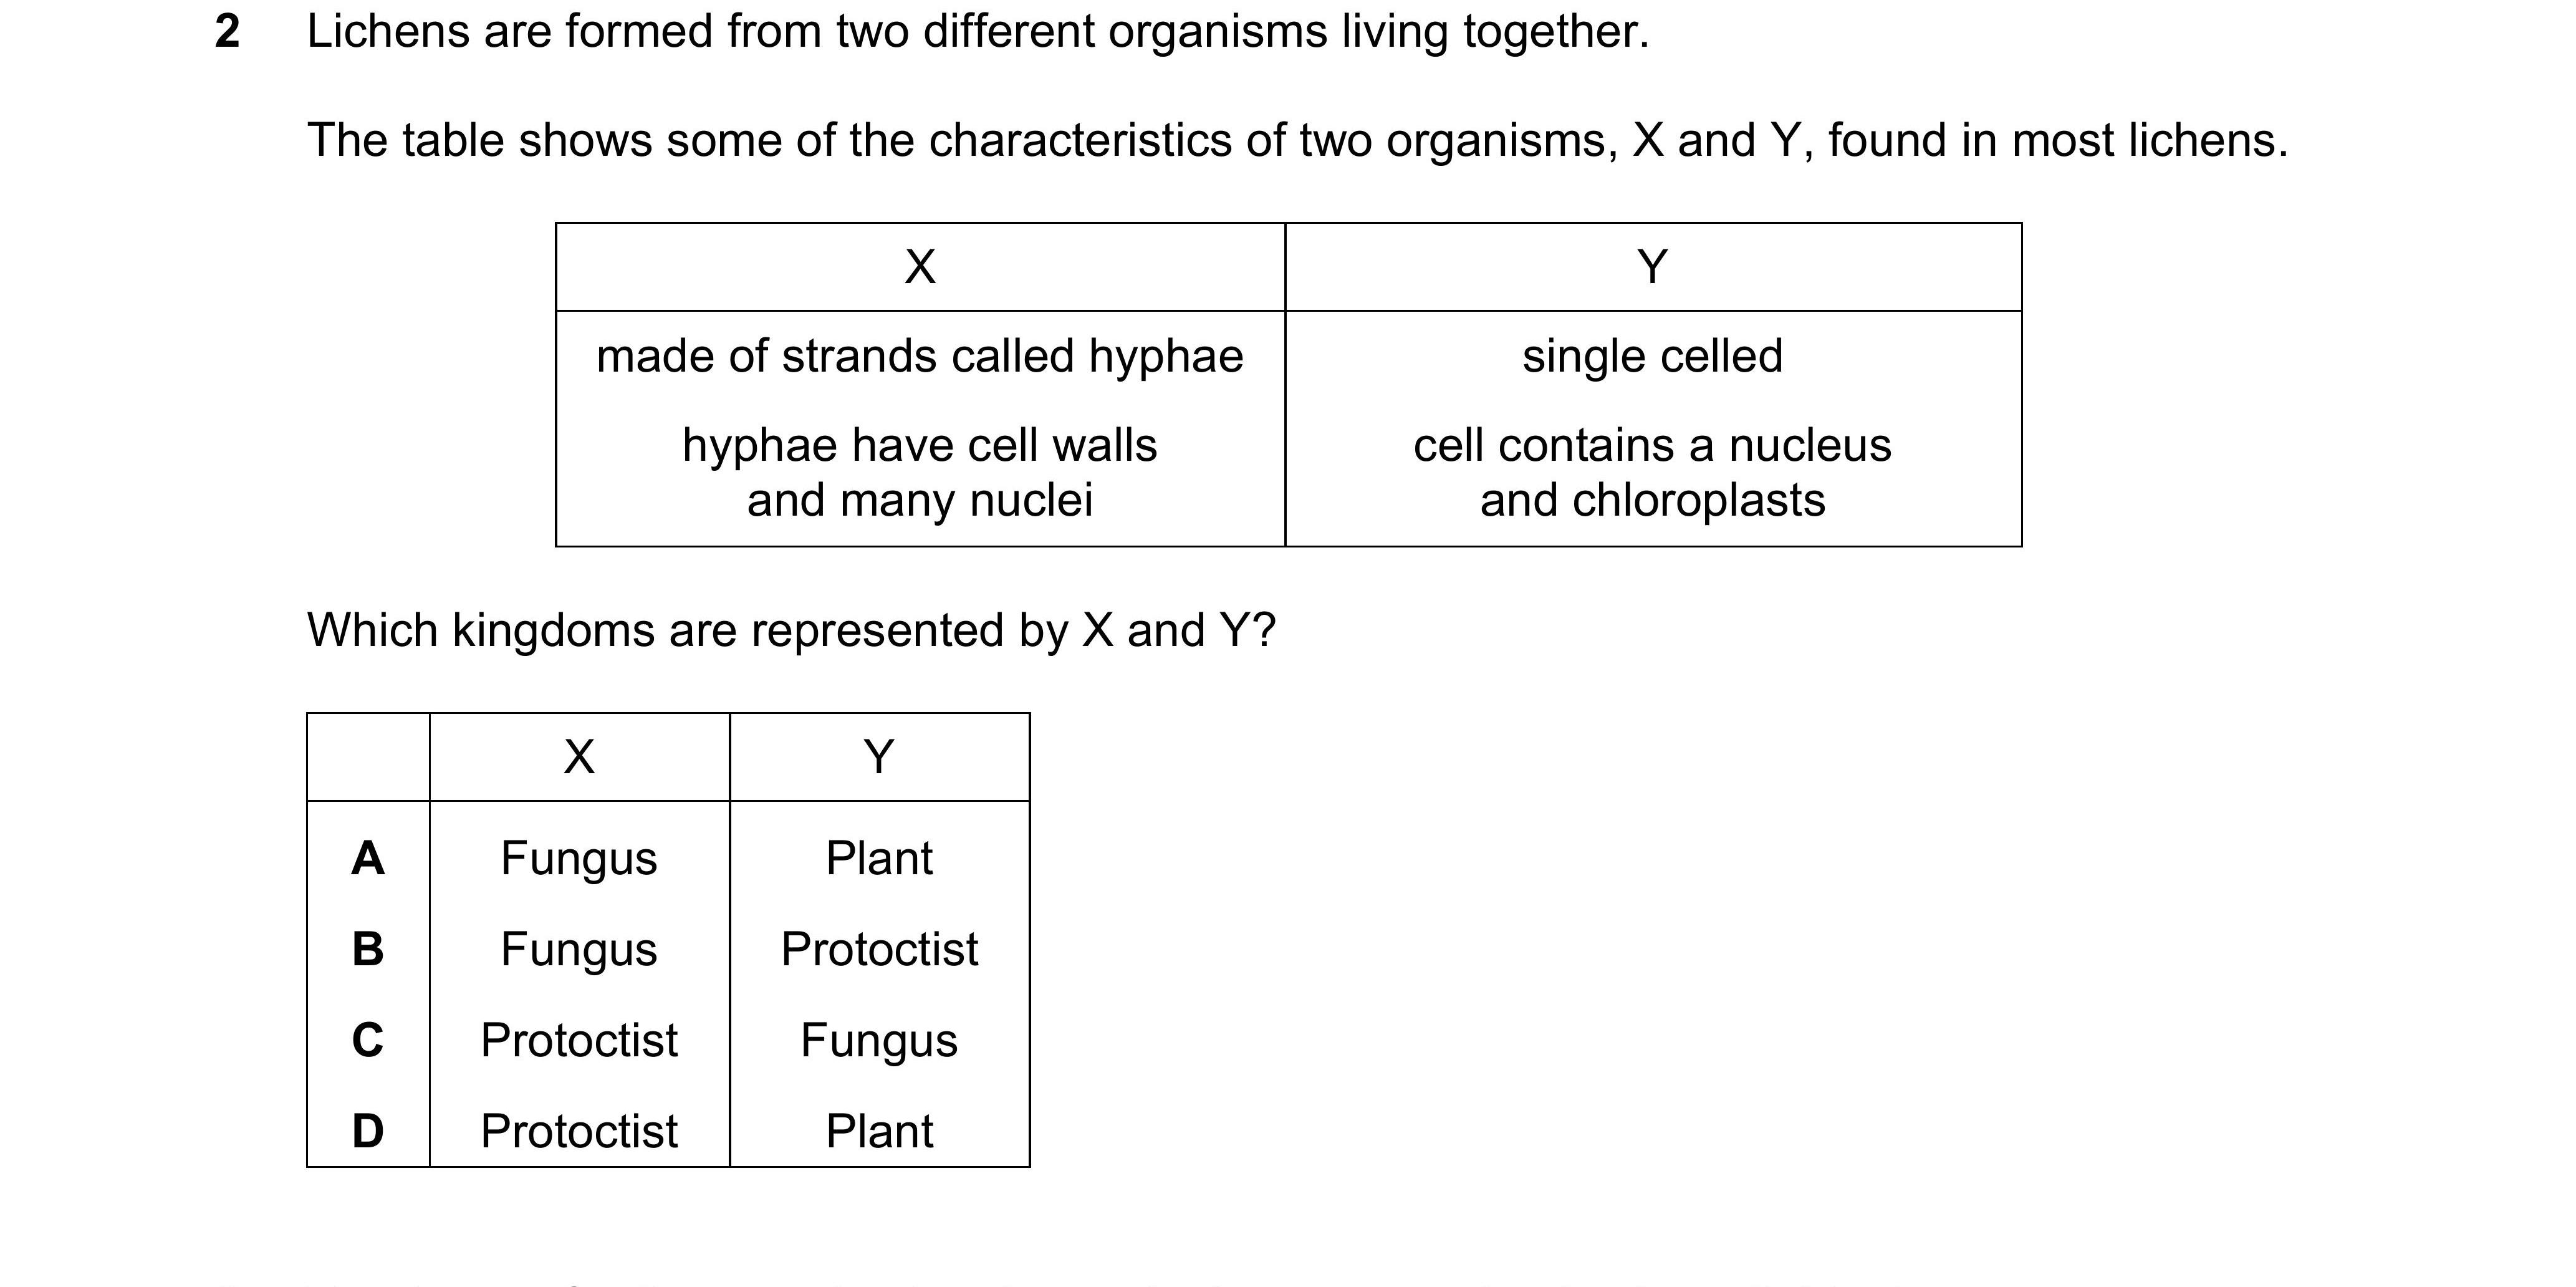 2 Lichens are formed from two different organisms living together.
The table shows some of the characteristics of two organisms, X and Y, found in most lichens.
X Y
made of strands called hyphae single celled
hyphae have cell walls cell contains a nucleus
and many nuclei and chloroplasts
Which kingdoms are represented by X and Y?
X Y
A Fungus Plant
B Fungus Protoctist
C Protoctist Fungus
D Protoctist Plant